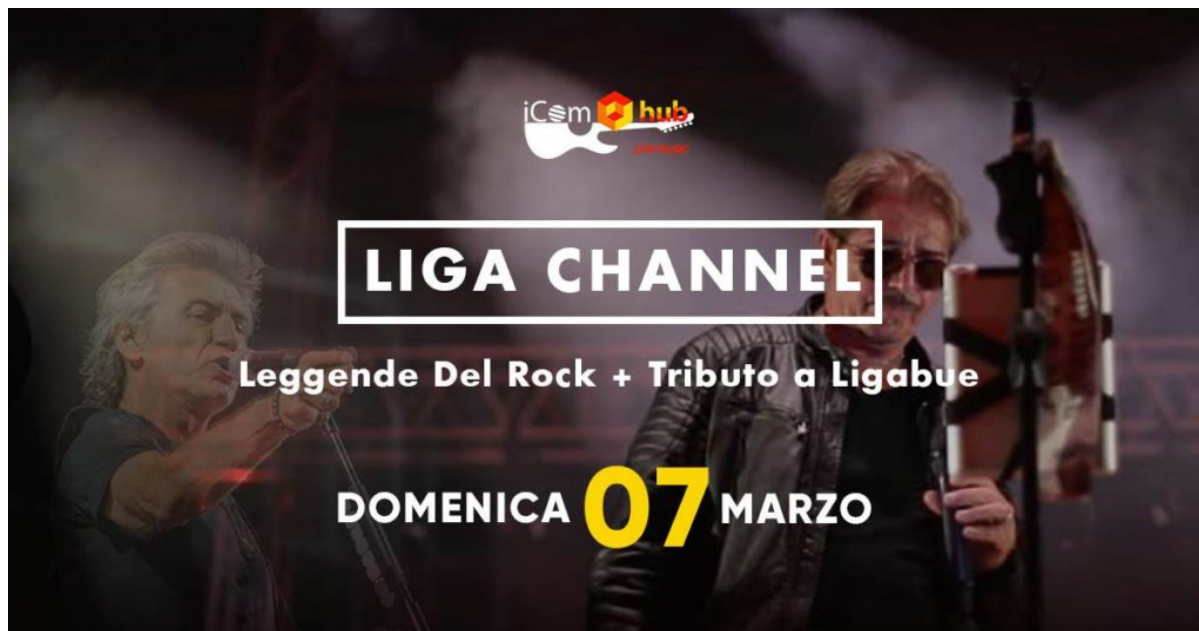 iCom hub
LIGA CHANNEL
Leggende Del Rock + Tributo a Ligabue
DOMENICA 07 MARZO